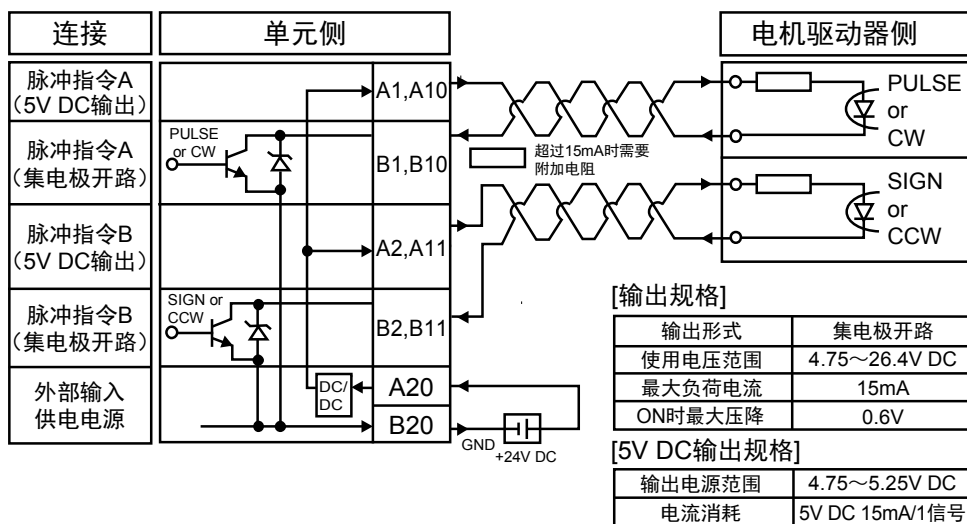 连接 单元侧 电机驱动器侧
脉冲指令A
（5V DC输出）
A1,A10
PULSE
or
CW
脉冲指令A
（集电极开路）
PULSE
or CW
B1,B10
超过15mA时需要
附加电阻
脉冲指令B
（5V DC输出）
A2,A11
SIGN
or
CCW
脉冲指令B
（集电极开路）
SIGN or
CCW
B2,B11
外部输入
供电电源
DC/
DC
A20
B20
GND
+24V DC
[输出规格]
输出形式 集电极开路
使用电压范围 4.75～26.4V DC
最大负荷电流 15mA
ON时最大压降 0.6V
[5V DC输出规格]
输出电源范围 4.75～5.25V DC
电流消耗 5V DC 15mA/1信号